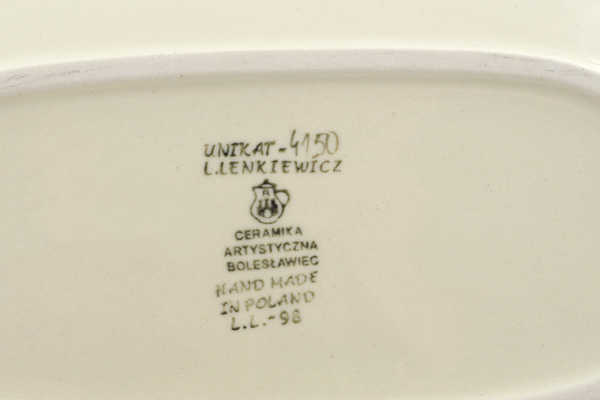 UNIKAT-4150
L.LENKIEWICZ
CERAMIKA
ARTYSTYCZNA
BOLESŁAWIEC
HAND MADE
IN POLAND
L.L.-98